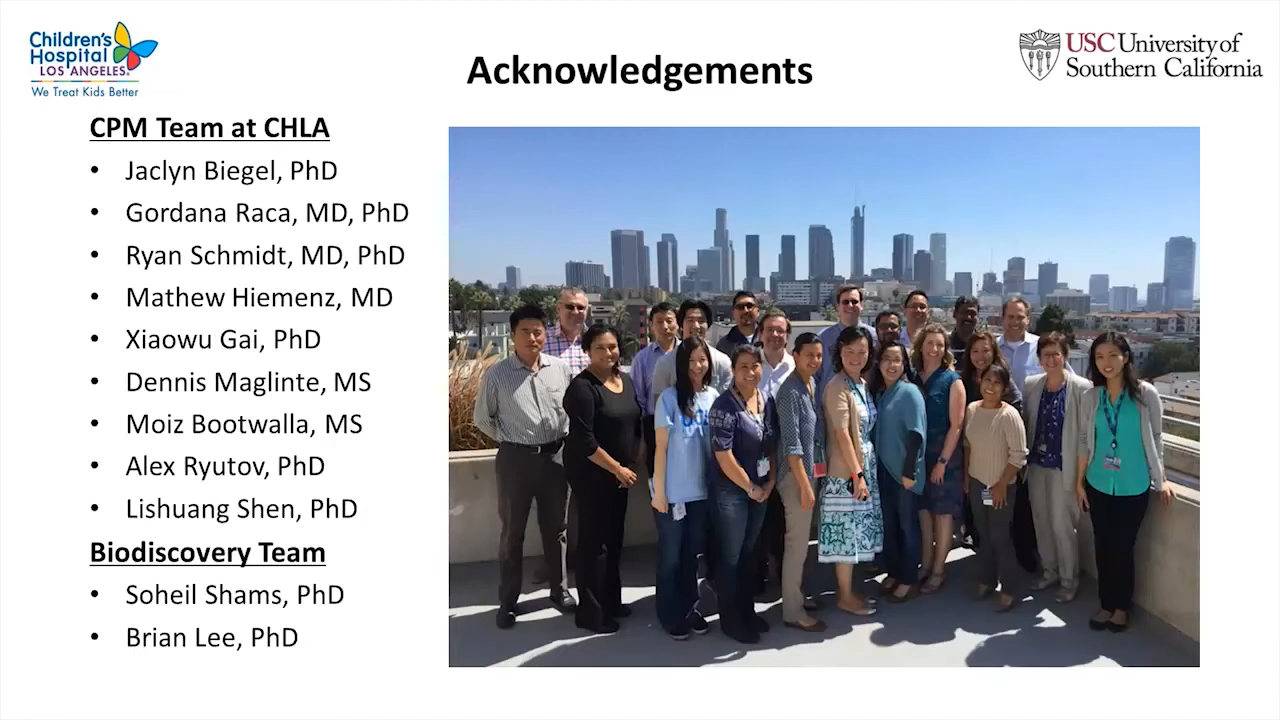 Children's
Hospital
LOS ANGELES®
We Treat Kids Better
Acknowledgements
USC University of
Southern California
CPM Team at CHLA
• Jaclyn Biegel, PhD
• Gordana Raca, MD, PhD
• Ryan Schmidt, MD, PhD
• Mathew Hiemenz, MD
• Xiaowu Gai, PhD
• Dennis Maglinte, MS
• Moiz Bootwalla, MS
• Alex Ryutov, PhD
• Lishuang Shen, PhD
Biodiscovery Team
• Soheil Shams, PhD
• Brian Lee, PhD